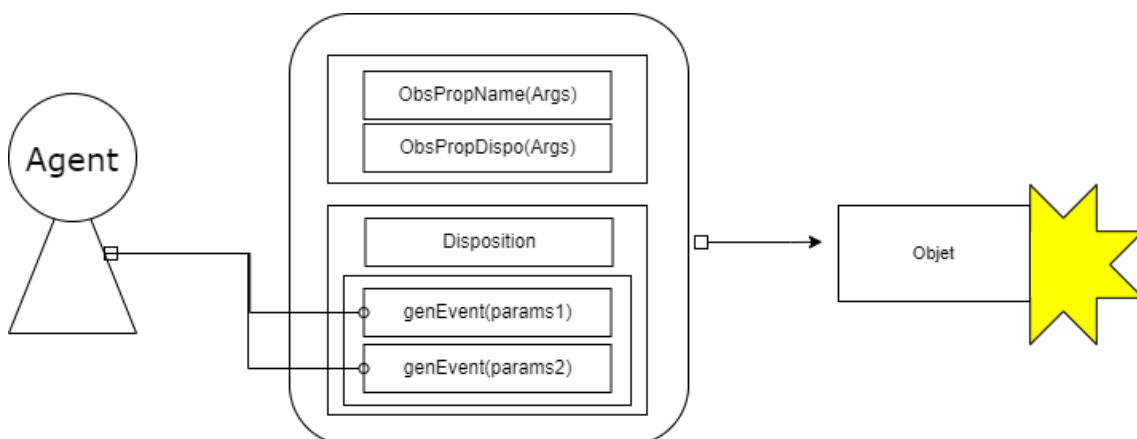 Agent
ObsPropName(Args)
ObsPropDispo(Args)
Disposition
genEvent(params1)
genEvent(params2)
Objet